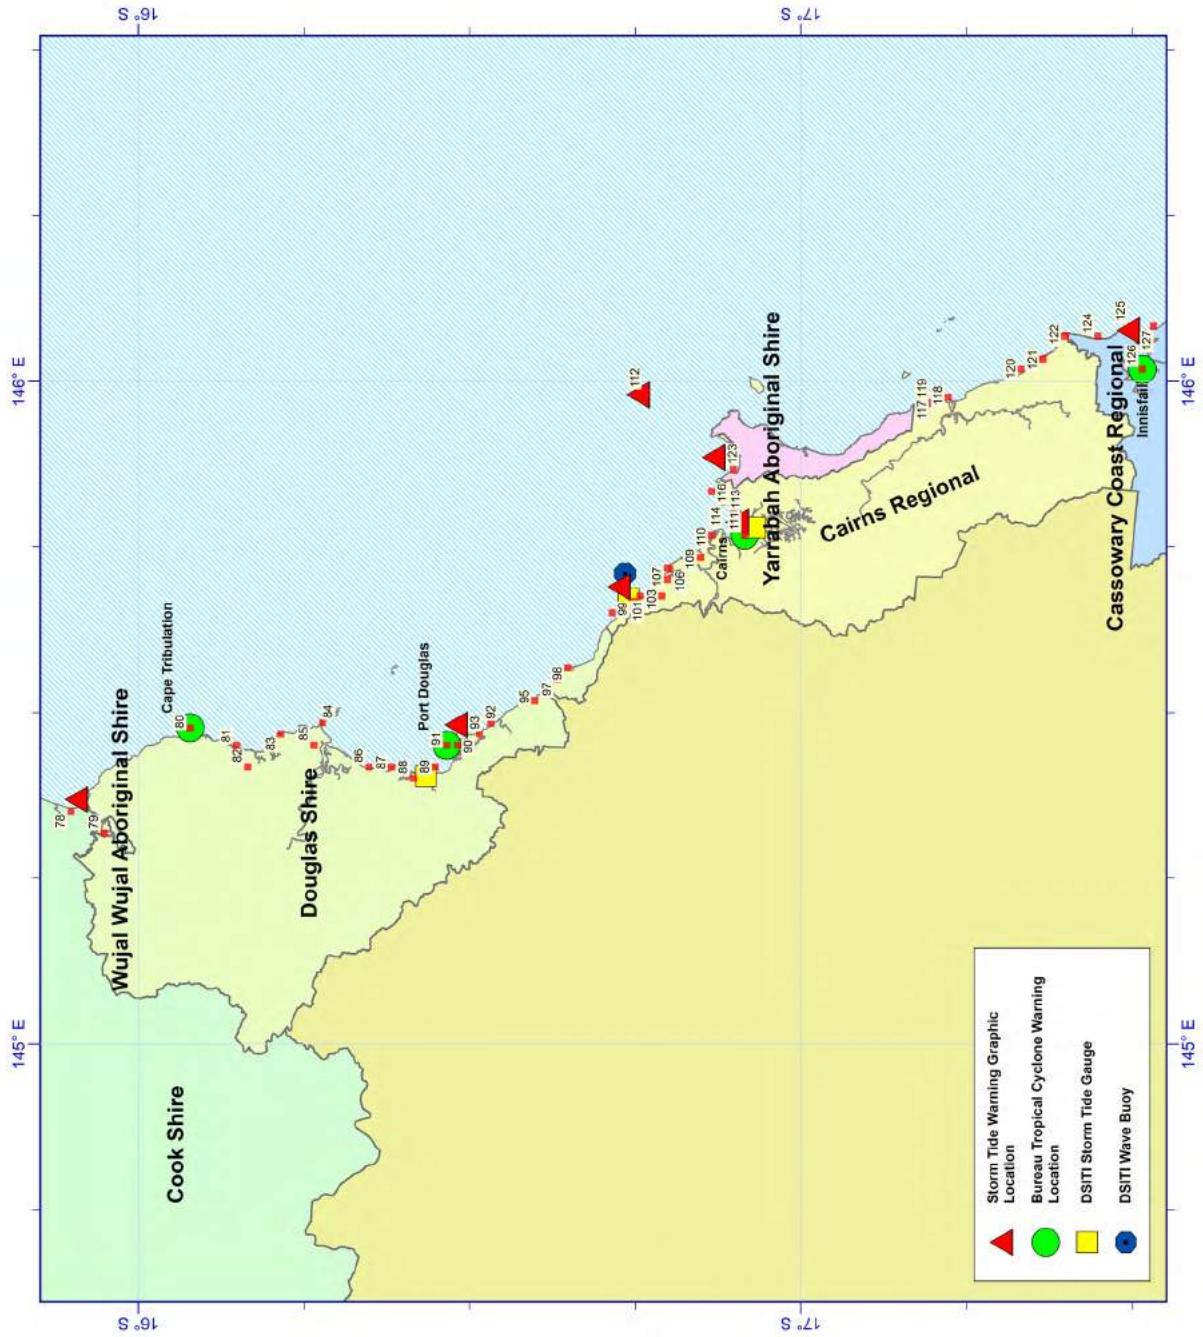 16° S
17° S
146° E
145° E
146° E
145° E
16° S
17° S
Wujal Wujal Aboriginal Shire
Cape Tribulation
Cook Shire
Douglas Shire
Port Douglas
Cairns
Yarrabah Aboriginal Shire
Cairns Regional
Cassowary Coast Regional
Innisfail
78
79
80
81
82
83
84
85
86
87
88
89
90
91
92
93
95
97
98
99
101
103
106
107
109
110
111
112
113
114
116
117
118
119
120
121
122
123
124
125
126
127
Storm Tide Warning Graphic
Location
Bureau Tropical Cyclone Warning
Location
DSITI Storm Tide Gauge
DSITI Wave Buoy